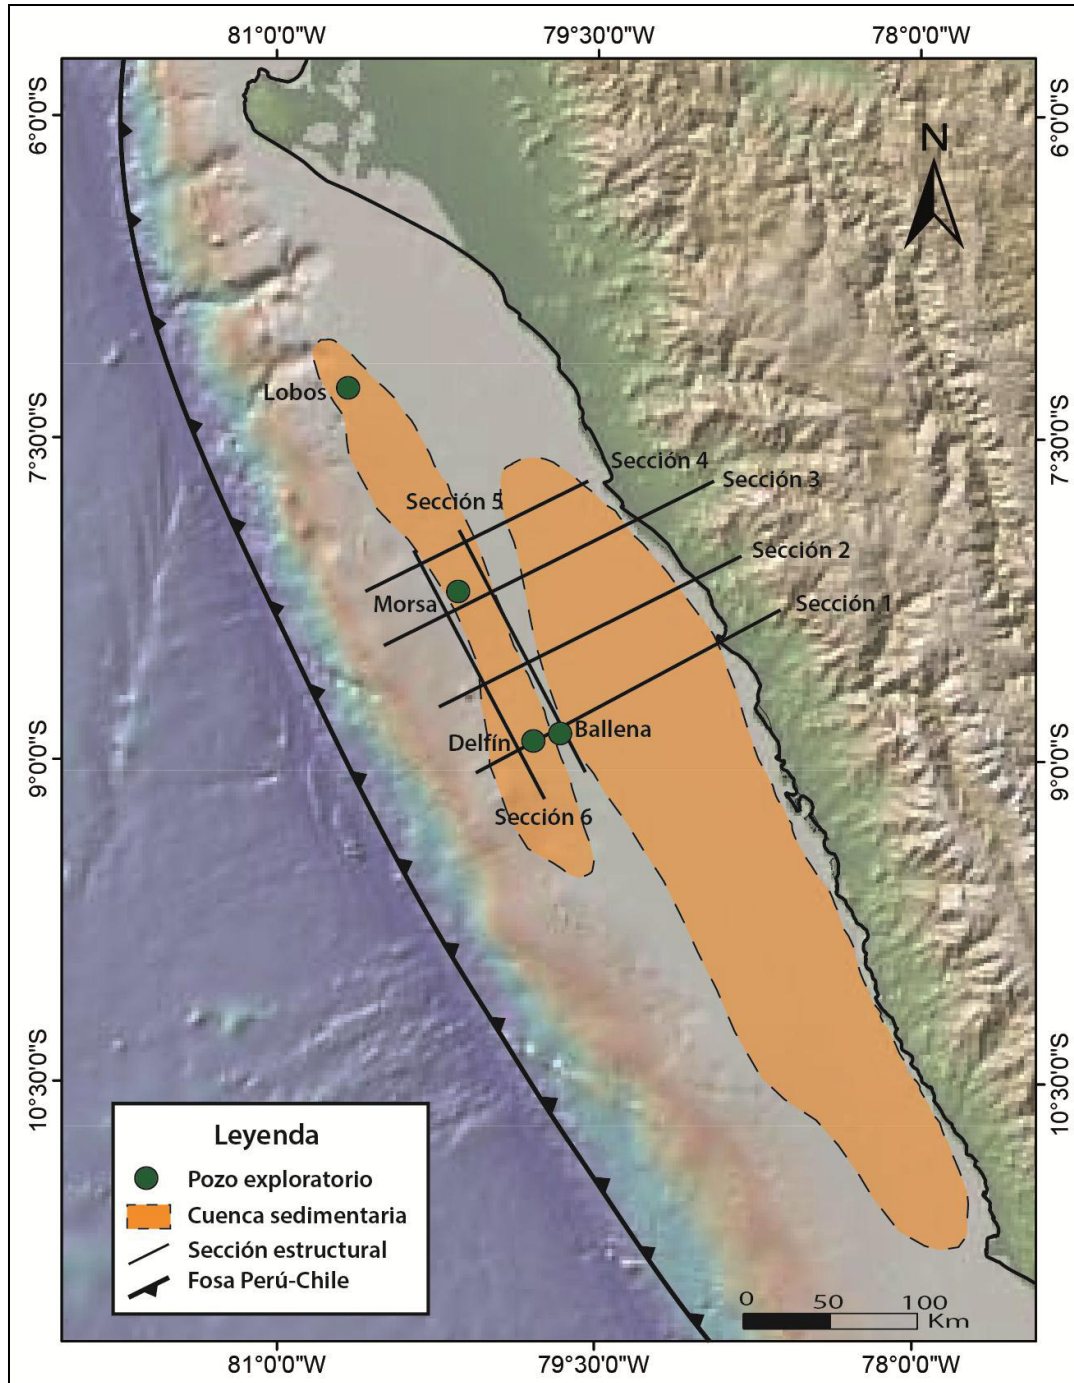 81°0'0"W
79°30'0"W
78°0'0"W
6°0'0"S
6°0'0"S
N
Lobos
7°30'0"S
7°30'0"S
Sección 4
Sección 3
Sección 5
Sección 2
Morsa
Sección 1
Delfín
Ballena
9°0'0"S
9°0'0"S
Sección 6
10°30'0"S
10°30'0"S
Leyenda
Pozo exploratorio
Cuenca sedimentaria
Sección estructural
Fosa Perú-Chile
0 50 100
Km
81°0'0"W
79°30'0"W
78°0'0"W